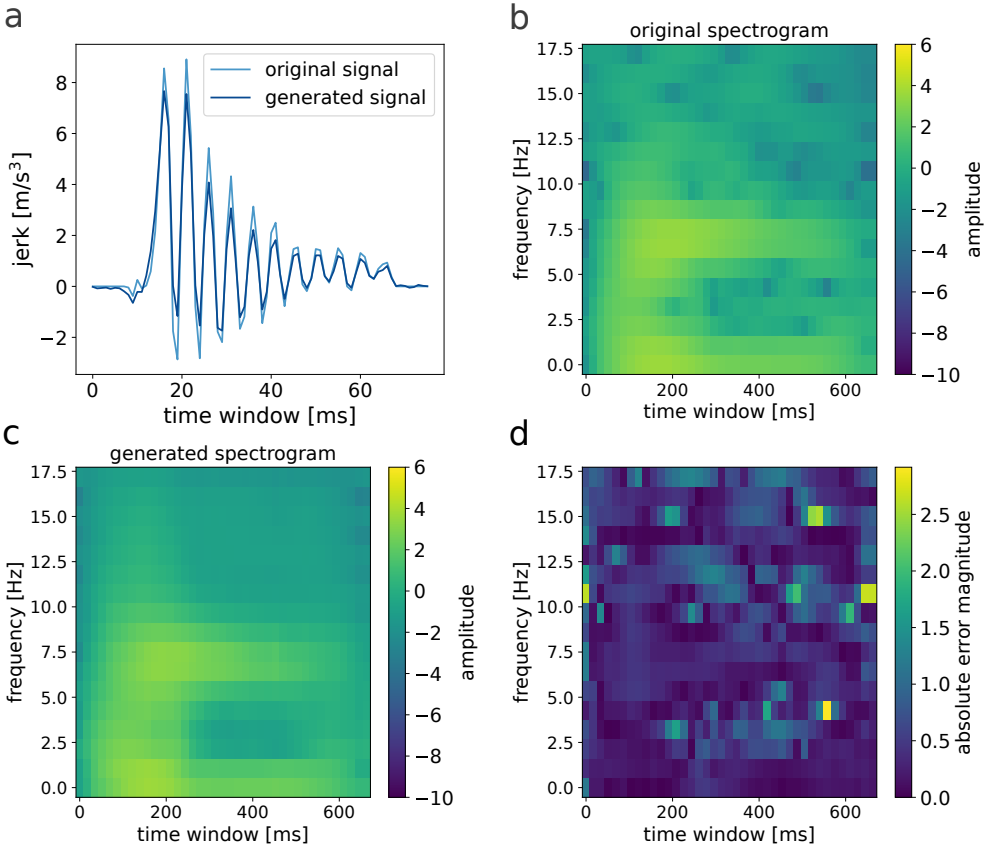 a
original signal
generated signal
8
6
4
2
0
−2
jerk [m/s³]
0 20 40 60
time window [ms]
b
original spectrogram
17.5
15.0
12.5
10.0
7.5
5.0
2.5
0.0
frequency [Hz]
0 200 400 600
time window [ms]
6
4
2
0
−2
−4
−6
−8
−10
amplitude
c
generated spectrogram
17.5
15.0
12.5
10.0
7.5
5.0
2.5
0.0
frequency [Hz]
0 200 400 600
time window [ms]
6
4
2
0
−2
−4
−6
−8
−10
amplitude
d
17.5
15.0
12.5
10.0
7.5
5.0
2.5
0.0
frequency [Hz]
0 200 400 600
time window [ms]
2.5
2.0
1.5
1.0
0.5
0.0
absolute error magnitude